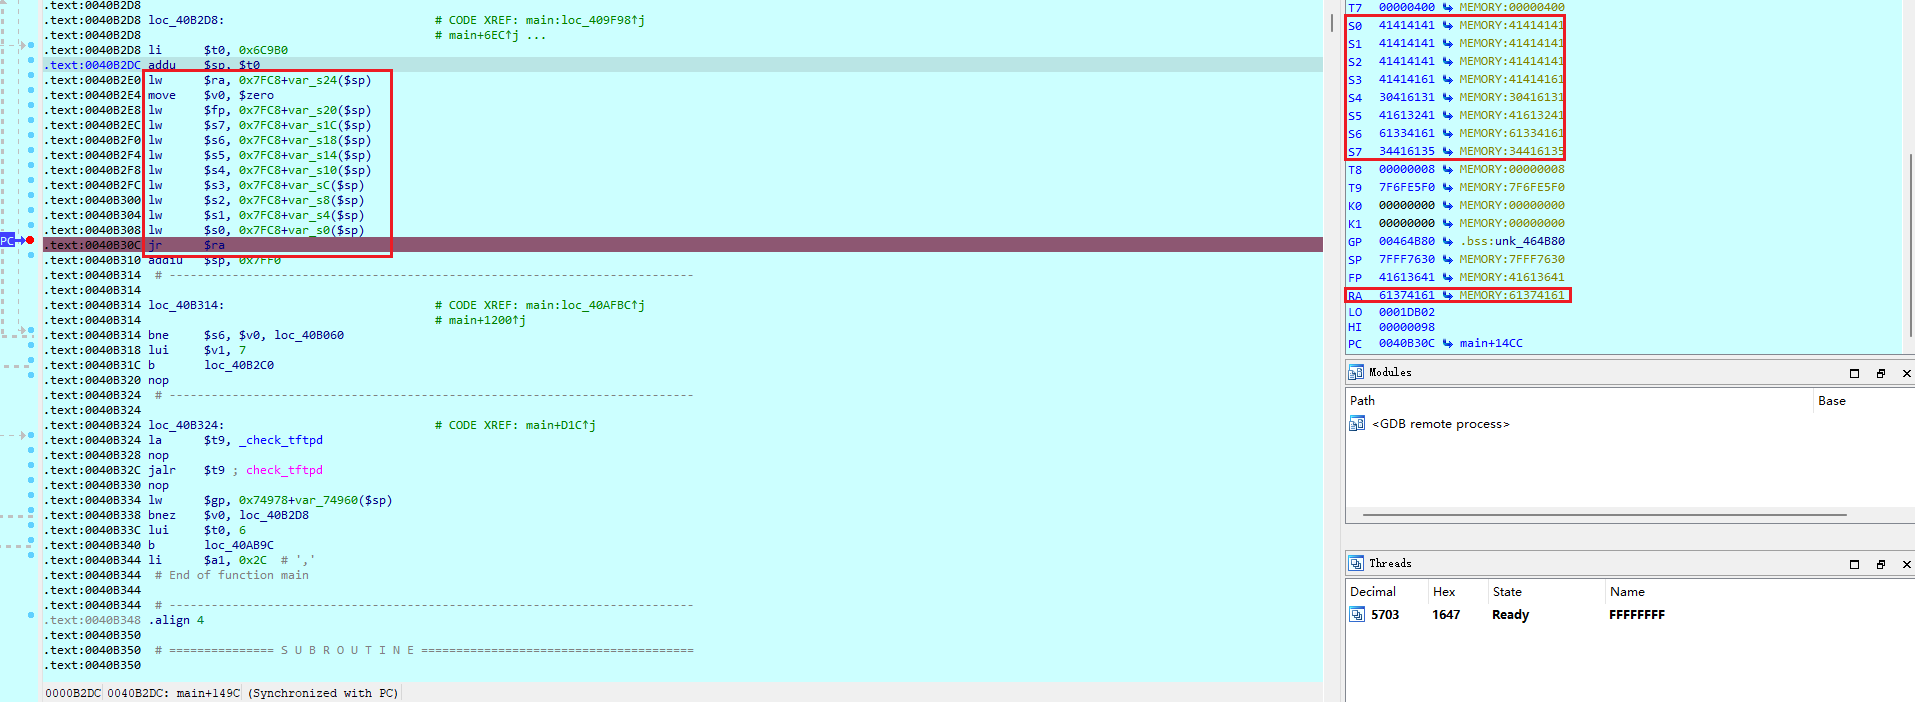 .text:0040B2D8
.text:0040B2D8 loc_40B2D8: # CODE XREF: main:loc_409F98↑j
.text:0040B2D8 # main+6EC↑j ...
.text:0040B2D8 li $t0, 0x6C9B0
.text:0040B2DC addu $sp, $t0
.text:0040B2E0 lw $ra, 0x7FC8+var_s24($sp)
.text:0040B2E4 move $v0, $zero
.text:0040B2E8 lw $fp, 0x7FC8+var_s20($sp)
.text:0040B2EC lw $s7, 0x7FC8+var_s1C($sp)
.text:0040B2F0 lw $s6, 0x7FC8+var_s18($sp)
.text:0040B2F4 lw $s5, 0x7FC8+var_s14($sp)
.text:0040B2F8 lw $s4, 0x7FC8+var_s10($sp)
.text:0040B2FC lw $s3, 0x7FC8+var_sC($sp)
.text:0040B300 lw $s2, 0x7FC8+var_s8($sp)
.text:0040B304 lw $s1, 0x7FC8+var_s4($sp)
.text:0040B308 lw $s0, 0x7FC8+var_s0($sp)
PC .text:0040B30C jr $ra
.text:0040B310 addiu $sp, 0x7FF0
.text:0040B314 # ---------------------------------------------------------------------------
.text:0040B314
.text:0040B314 loc_40B314: # CODE XREF: main:loc_40AFBC↑j
.text:0040B314 # main+1200↑j
.text:0040B314 bne $s6, $v0, loc_40B060
.text:0040B318 lui $v1, 7
.text:0040B31C b loc_40B2C0
.text:0040B320 nop
.text:0040B324 # ---------------------------------------------------------------------------
.text:0040B324
.text:0040B324 loc_40B324: # CODE XREF: main+D1C↑j
.text:0040B324 la $t9, _check_tftpd
.text:0040B328 nop
.text:0040B32C jalr $t9 ; check_tftpd
.text:0040B330 nop
.text:0040B334 lw $gp, 0x74978+var_74960($sp)
.text:0040B338 bnez $v0, loc_40B2D8
.text:0040B33C lui $t0, 6
.text:0040B340 b loc_40AB9C
.text:0040B344 li $a1, 0x2C # ','
.text:0040B344 # End of function main
.text:0040B344
.text:0040B344 # ---------------------------------------------------------------------------
.text:0040B348 .align 4
.text:0040B350
.text:0040B350 # =============== S U B R O U T I N E =======================================
.text:0040B350
0000B2DC 0040B2DC: main+149C (Synchronized with PC)
T7 00000400 MEMORY:00000400
S0 41414141 MEMORY:41414141
S1 41414141 MEMORY:41414141
S2 41414141 MEMORY:41414141
S3 41414161 MEMORY:41414161
S4 30416131 MEMORY:30416131
S5 41613241 MEMORY:41613241
S6 61334161 MEMORY:61334161
S7 34416135 MEMORY:34416135
T8 00000008 MEMORY:00000008
T9 7F6FE5F0 MEMORY:7F6FE5F0
K0 00000000 MEMORY:00000000
K1 00000000 MEMORY:00000000
GP 00464B80 .bss:unk_464B80
SP 7FFF7630 MEMORY:7FFF7630
FP 41613641 MEMORY:41613641
RA 61374161 MEMORY:61374161
LO 0001DB02
HI 00000098
PC 0040B30C main+14CC
Modules
Path Base
<GDB remote process>
Threads
Decimal Hex State Name
5703 1647 Ready FFFFFFFF